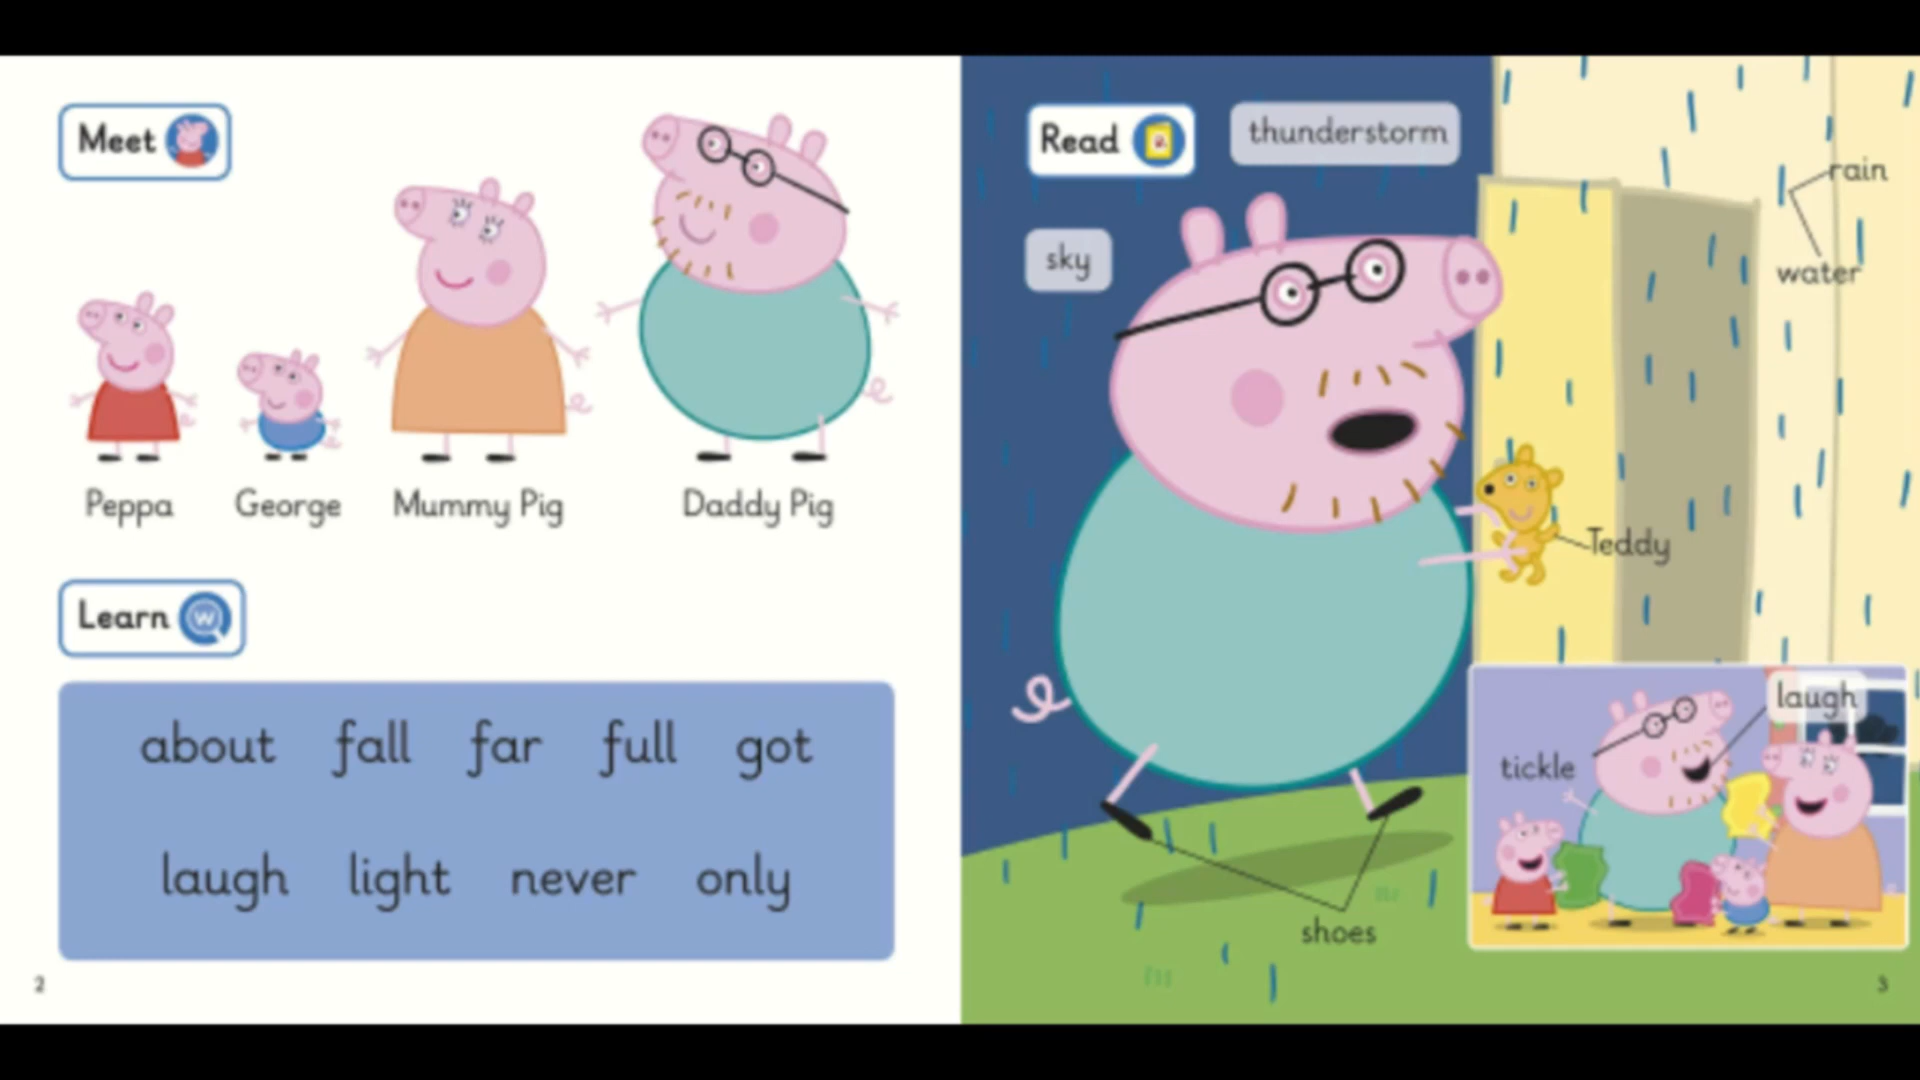 Meet
Peppa George Mummy Pig Daddy Pig
Learn
about fall far full got
laugh light never only
2
Read
thunderstorm
sky
rain
water
Teddy
laugh
tickle
shoes
3